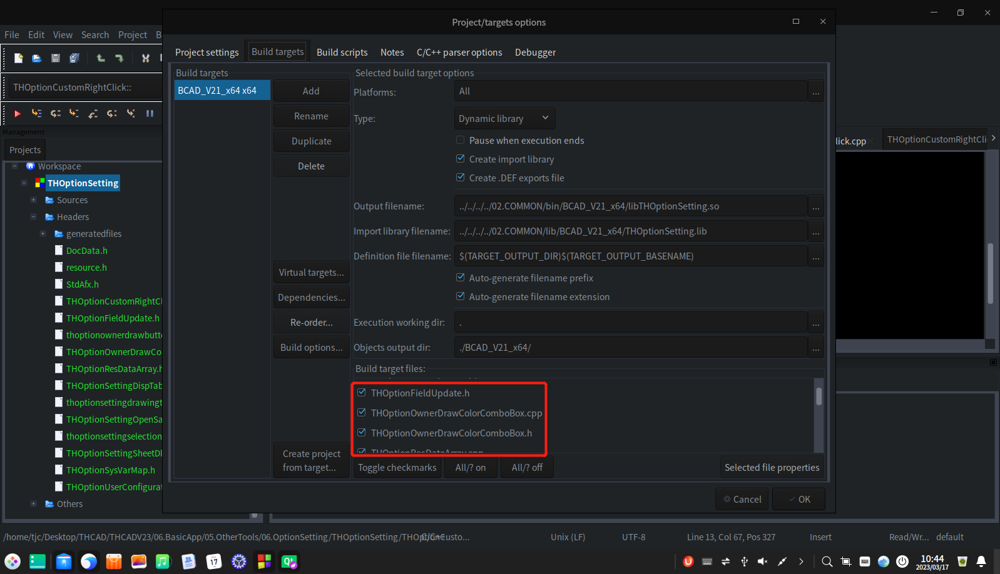 Project/targets options
File Edit View Search Project B
Project settings Build targets Build scripts Notes C/C++ parser options Debugger
Build targets
BCAD_V21_x64 x64
Add
Rename
Duplicate
Delete
Virtual targets...
Dependencies...
Re-order...
Build options...
Create project
from target...
Selected build target options
Platforms: All ...
Type: Dynamic library
Pause when execution ends
Create import library
Create .DEF exports file
Output filename: ../../../../02.COMMON/bin/BCAD_V21_x64/libTHOptionSetting.so ...
Import library filename: ../../../../02.COMMON/lib/BCAD_V21_x64/THOptionSetting.lib ...
Definition file filename: $(TARGET_OUTPUT_DIR)$(TARGET_OUTPUT_BASENAME) ...
Auto-generate filename prefix
Auto-generate filename extension
Execution working dir: . ...
Objects output dir: ./BCAD_V21_x64/ ...
Build target files:
THOptionFieldUpdate.h
THOptionOwnerDrawColorComboBox.cpp
THOptionOwnerDrawColorComboBox.h
THOptionResDataArray.cpp
Toggle checkmarks All/? on All/? off Selected file properties
Cancel OK
THOptionCustomRightClick::
Management
Projects
Workspace
THOptionSetting
Sources
Headers
generatedfiles
DocData.h
resource.h
StdAfx.h
THOptionCustomRightCl
THOptionFieldUpdate.h
thoptionownerdrawbutt
THOptionOwnerDrawCo
THOptionResDataArray.h
THOptionSettingDispTab
thoptionsettingdrawingt
THOptionSettingOpenSa
thoptionsettingselection
THOptionSettingSheetDl
THOptionSysVarMap.h
THOptionUserConfigurat
Others
lick.cpp THOptionCustomRightCli
/home/tjc/Desktop/THCAD/THCADV23/06.BasicApp/05.OtherTools/06.OptionSetting/THOptionSetting/THOptionCusto... C/C++ Unix (LF) UTF-8 Line 13, Col 67, Pos 327 Insert Read/Wr... default
17
10:44
2023/03/17